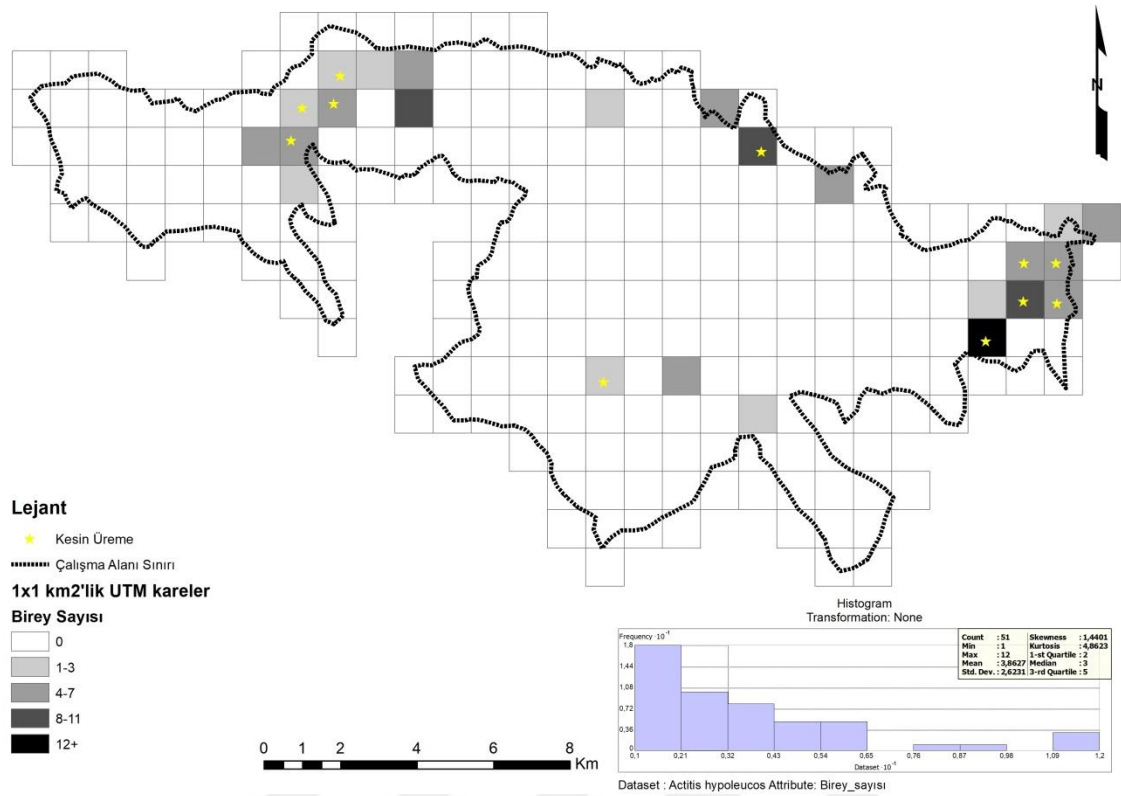 N
Lejant
Kesin Üreme
Çalışma Alanı Sınırı
1x1 km2'lik UTM kareler
Birey Sayısı
0
1-3
4-7
8-11
12+
0 1 2 4 6 8
Km
Histogram
Transformation: None
Frequency · 10⁻¹
Count : 51 Skewness : 1,4401
Min : 1 Kurtosis : 4,8623
Max : 12 1-st Quartile : 2
Mean : 3,8627 Median : 3
Std. Dev. : 2,6231 3-rd Quartile : 5
1,8
1,44
1,08
0,72
0,36
0
0,1 0,21 0,32 0,43 0,54 0,65 0,76 0,87 0,98 1,09 1,2
Dataset · 10⁻¹
Dataset : Actitis hypoleucos Attribute: Birey_sayısı